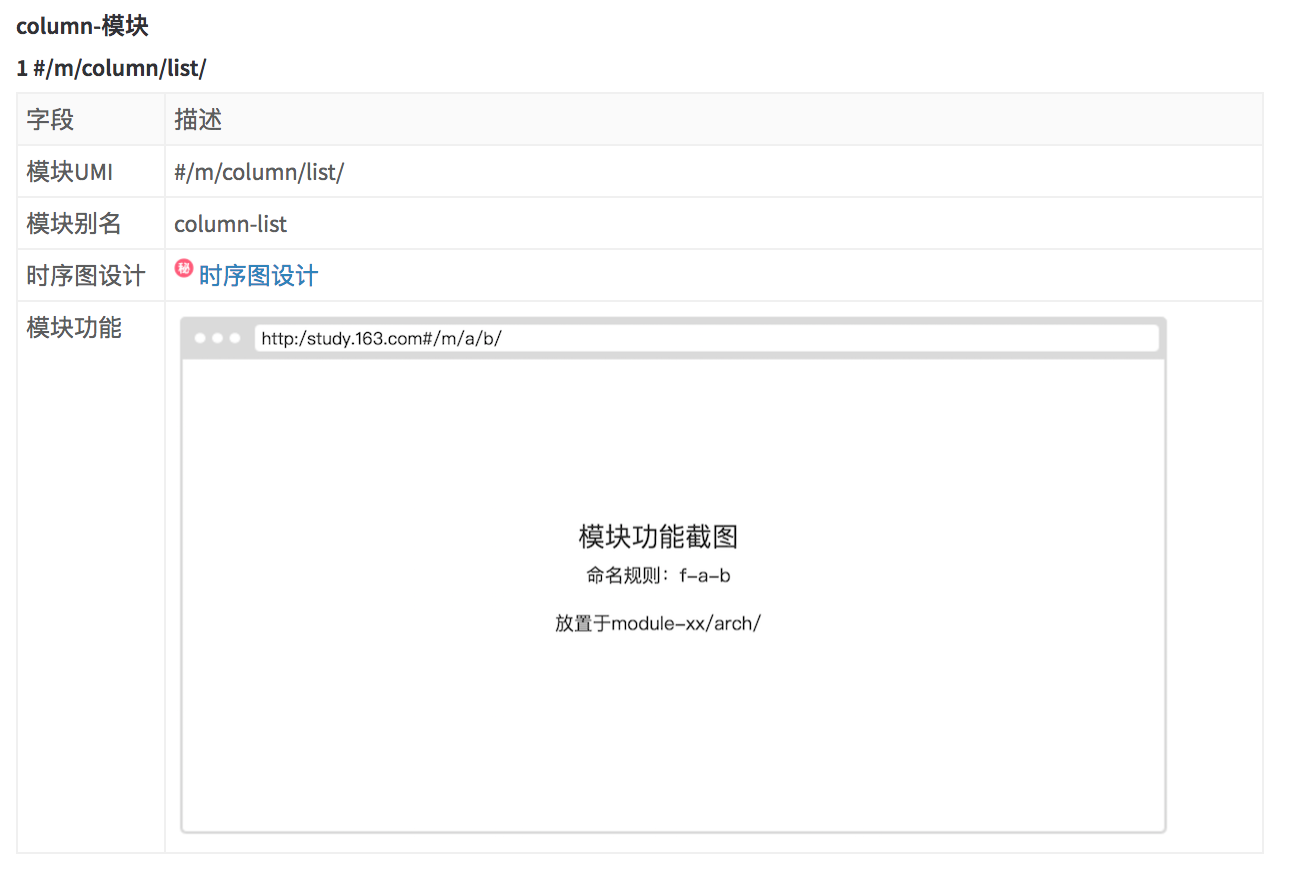 column-模块
1 #/m/column/list/
字段 描述
模块UMI #/m/column/list/
模块别名 column-list
时序图设计 秘 时序图设计
模块功能
http:/study.163.com#/m/a/b/
模块功能截图
命名规则：f-a-b
放置于module-xx/arch/